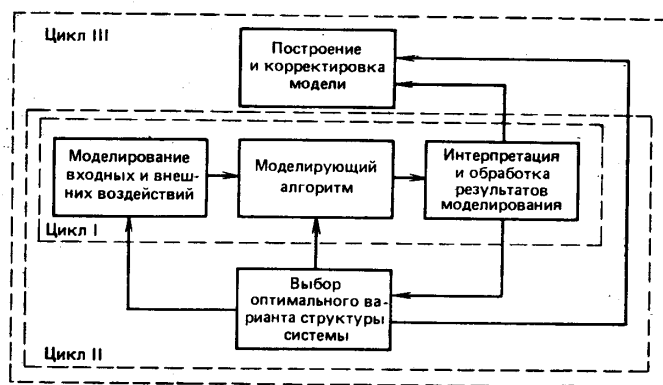 Цикл III
Построение
и корректировка
модели
Моделирование
входных и внеш-
них воздействий
Моделирующий
алгоритм
Интерпретация
и обработка
результатов
моделирования
Цикл I
Выбор
оптимального ва-
рианта структуры
системы
Цикл II